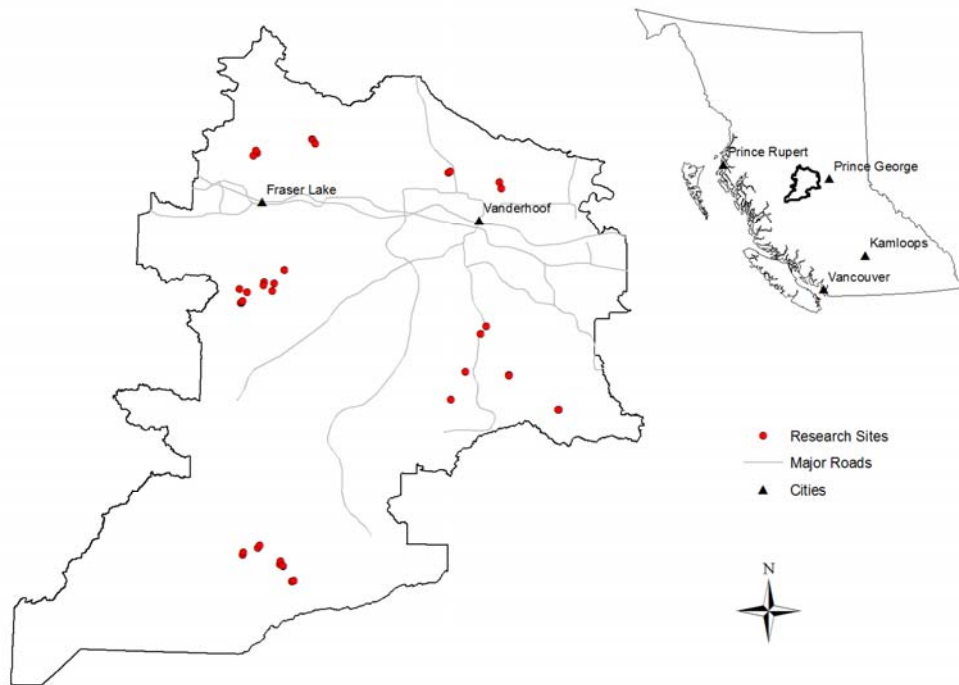 Prince Rupert
Prince George
Fraser Lake
Vanderhoof
Kamloops
Vancouver
Research Sites
Major Roads
Cities
N